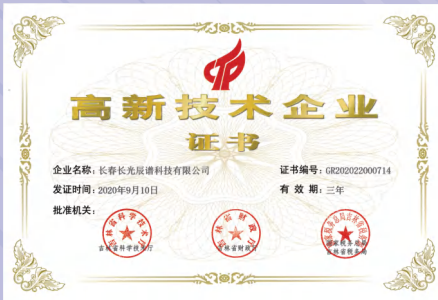 高新技术企业
证书
企业名称：长春长光辰谱科技有限公司
证书编号：GR202022000714
发证时间：2020年9月10日
有 效 期：三年
批准机关：
吉林省科学技术厅
吉林省财政厅
国家税务总局
吉林省税务局